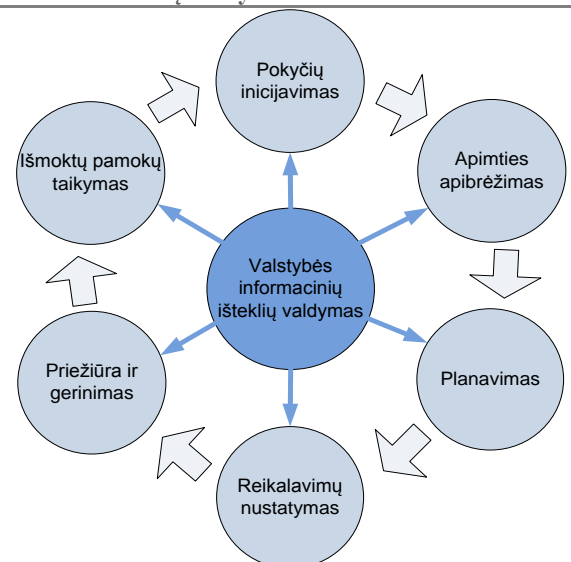 Pokyčių
inicijavimas
Apimties
apibrėžimas
Planavimas
Reikalavimų
nustatymas
Priežiūra ir
gerinimas
Išmoktų pamokų
taikymas
Valstybės
informacinių
išteklių valdymas